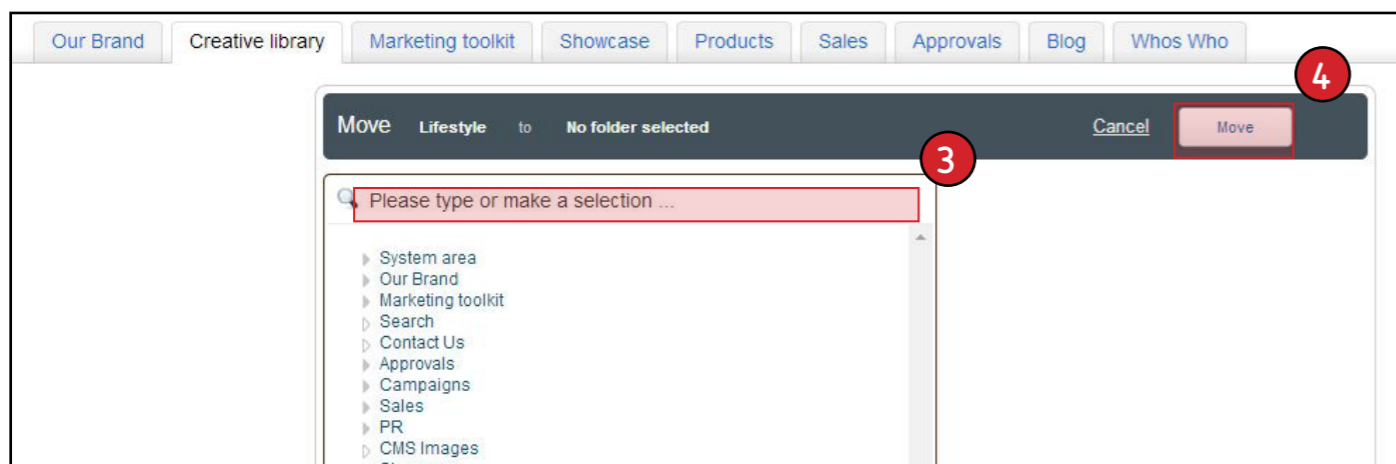 Our Brand Creative library Marketing toolkit Showcase Products Sales Approvals Blog Whos Who
4
Move Lifestyle to No folder selected Cancel Move
3
Please type or make a selection ...
System area
Our Brand
Marketing toolkit
Search
Contact Us
Approvals
Campaigns
Sales
PR
CMS Images